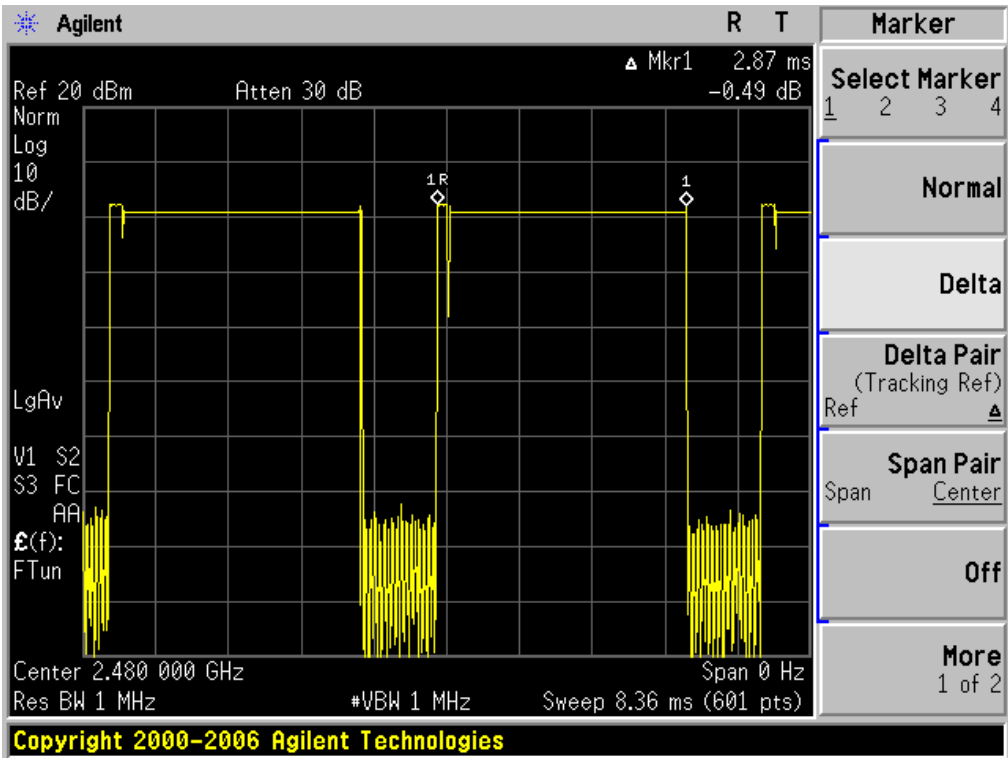 Agilent
R T
Marker
Δ Mkr1 2.87 ms
Ref 20 dBm Atten 30 dB -0.49 dB
Norm
Log
10
dB/
1R
1
LgAv
V1 S2
S3 FC
AA
£(f):
FTun
Center 2.480 000 GHz Span 0 Hz
Res BW 1 MHz #VBW 1 MHz Sweep 8.36 ms (601 pts)
Copyright 2000-2006 Agilent Technologies
Select Marker
1 2 3 4
Normal
Delta
Delta Pair
(Tracking Ref)
Ref Δ
Span Pair
Span Center
Off
More
1 of 2